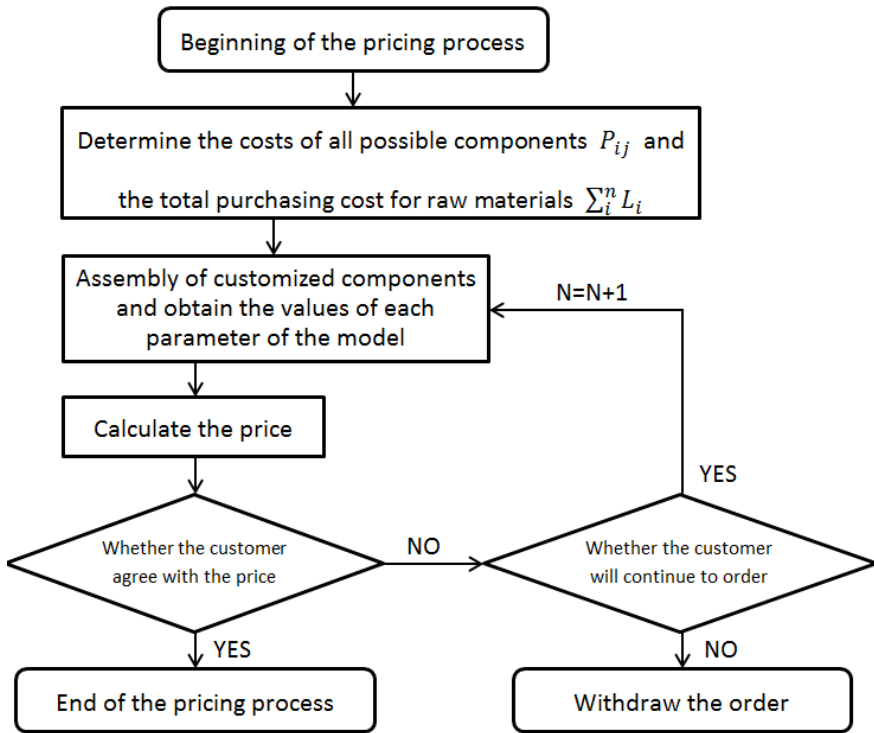 Beginning of the pricing process
Determine the costs of all possible components $P_{ij}$ and
the total purchasing cost for raw materials $\sum_{i}^{n} L_i$
Assembly of customized components
and obtain the values of each
parameter of the model
N=N+1
Calculate the price
YES
Whether the customer
agree with the price
NO
Whether the customer
will continue to order
YES
NO
End of the pricing process
Withdraw the order